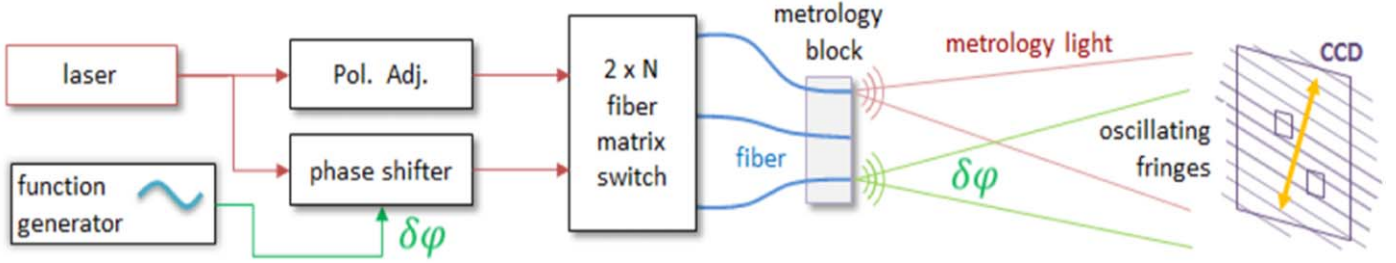 laser
Pol. Adj.
phase shifter
function
generator
δφ
2 x N
fiber
matrix
switch
fiber
metrology
block
metrology light
δφ
oscillating
fringes
CCD